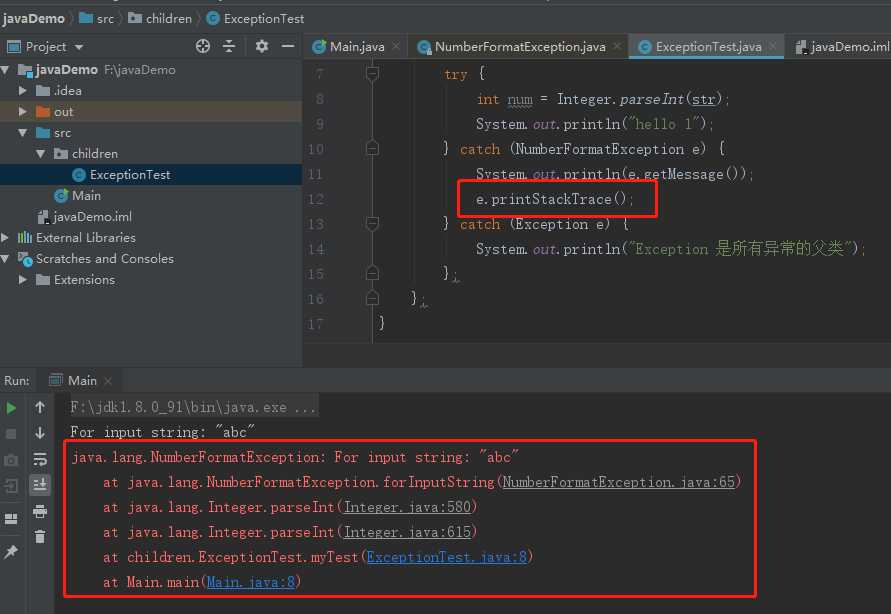 javaDemo src children ExceptionTest
Project
Main.java NumberFormatException.java ExceptionTest.java javaDemo.iml
javaDemo F:\javaDemo
.idea
out
src
children
ExceptionTest
Main
javaDemo.iml
External Libraries
Scratches and Consoles
Extensions
7 try {
8 int num = Integer.parseInt(str);
9 System.out.println("hello 1");
10 } catch (NumberFormatException e) {
11 System.out.println(e.getMessage());
12 e.printStackTrace();
13 } catch (Exception e) {
14 System.out.println("Exception 是所有异常的父类");
15 };
16 };
17 }
Run: Main
F:\jdk1.8.0_91\bin\java.exe ...
For input string: "abc"
java.lang.NumberFormatException: For input string: "abc"
at java.lang.NumberFormatException.forInputString(NumberFormatException.java:65)
at java.lang.Integer.parseInt(Integer.java:580)
at java.lang.Integer.parseInt(Integer.java:615)
at children.ExceptionTest.myTest(ExceptionTest.java:8)
at Main.main(Main.java:8)